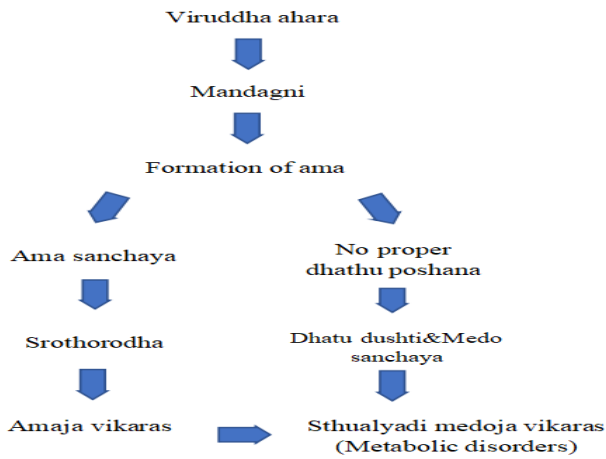 Viruddha ahara
Mandagni
Formation of ama
Ama sanchaya
No proper
dhathu poshana
Srothorodha
Dhatu dushti&Medo
sanchaya
Amaja vikaras
Sthualyadi medoja vikaras
(Metabolic disorders)